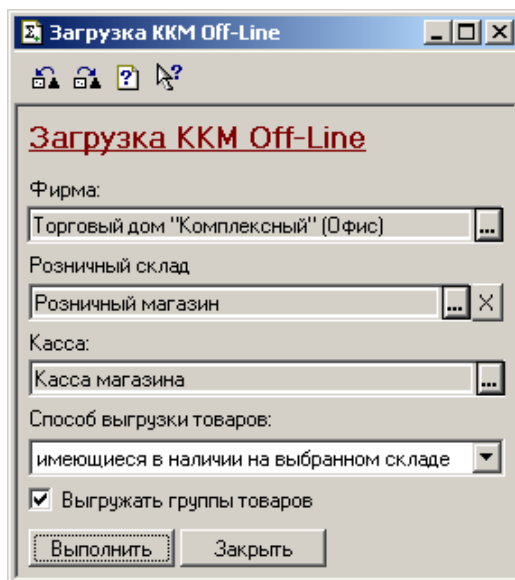 Загрузка ККМ Off-Line
Загрузка ККМ Off-Line
Фирма:
Торговый дом "Комплексный" (Офис)
...
Розничный склад
Розничный магазин
... X
Касса:
Касса магазина
...
Способ выгрузки товаров:
имеющиеся в наличии на выбранном складе
Выгружать группы товаров
Выполнить Закрыть